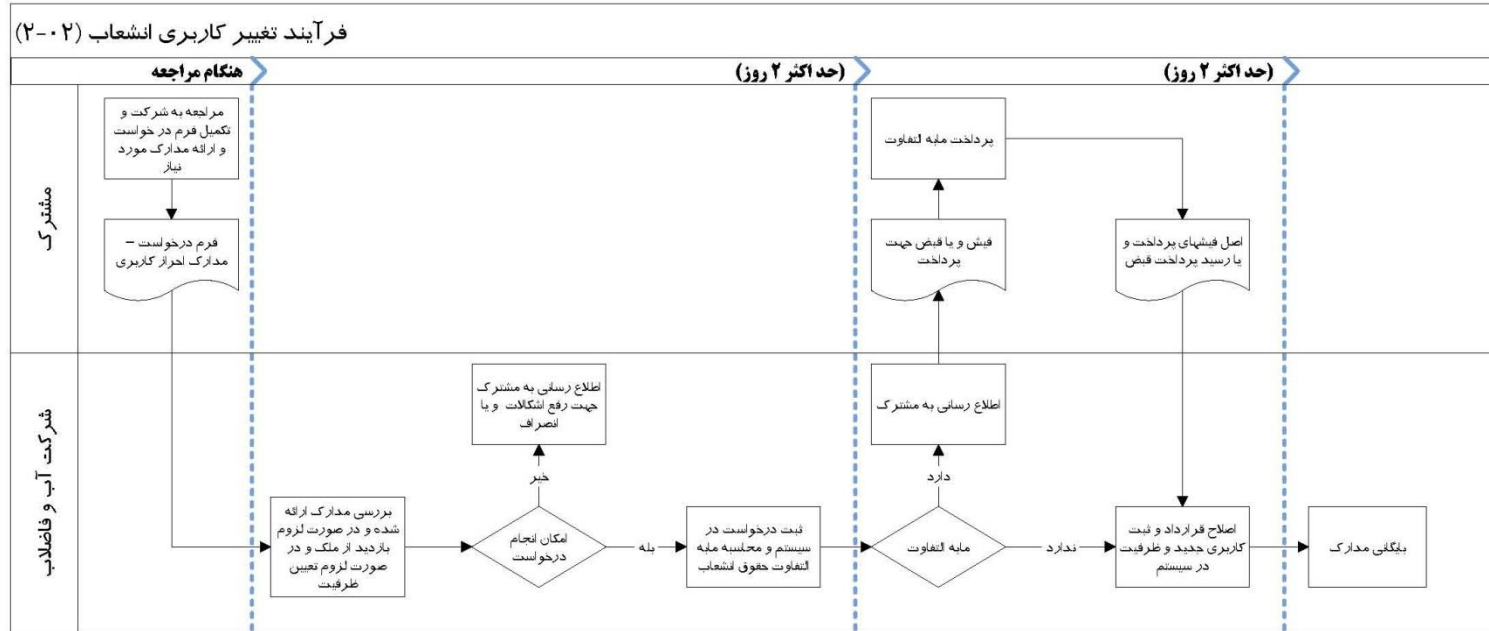 فرآیند تغییر کاربری انشعاب (۰۲-۲)
هنگام مراجعه
(حداکثر ۲ روز)
(حداکثر ۲ روز)
مشترک
مراجعه به شرکت و
تکمیل فرم درخواست
و ارائه مدارک مورد
نیاز
فرم درخواست –
مدارک احراز کاربری
پرداخت مابه التفاوت
فیش و یا قبض جهت
پرداخت
اصل فیشهای پرداخت و
یا رسید پرداخت قبض
شرکت آب و فاضلاب
بررسی مدارک ارائه
شده و در صورت لزوم
بازدید از ملک و در
صورت لزوم تعیین
ظرفیت
امکان انجام
درخواست
خیر
اطلاع رسانی به مشترک
جهت رفع اشکالات و یا
انصراف
بله
ثبت درخواست در
سیستم و محاسبه مابه
التفاوت حقوق انشعاب
مابه التفاوت
دارد
اطلاع رسانی به مشترک
ندارد
اصلاح قرارداد و ثبت
کاربری جدید و ظرفیت
در سیستم
بایگانی مدارک